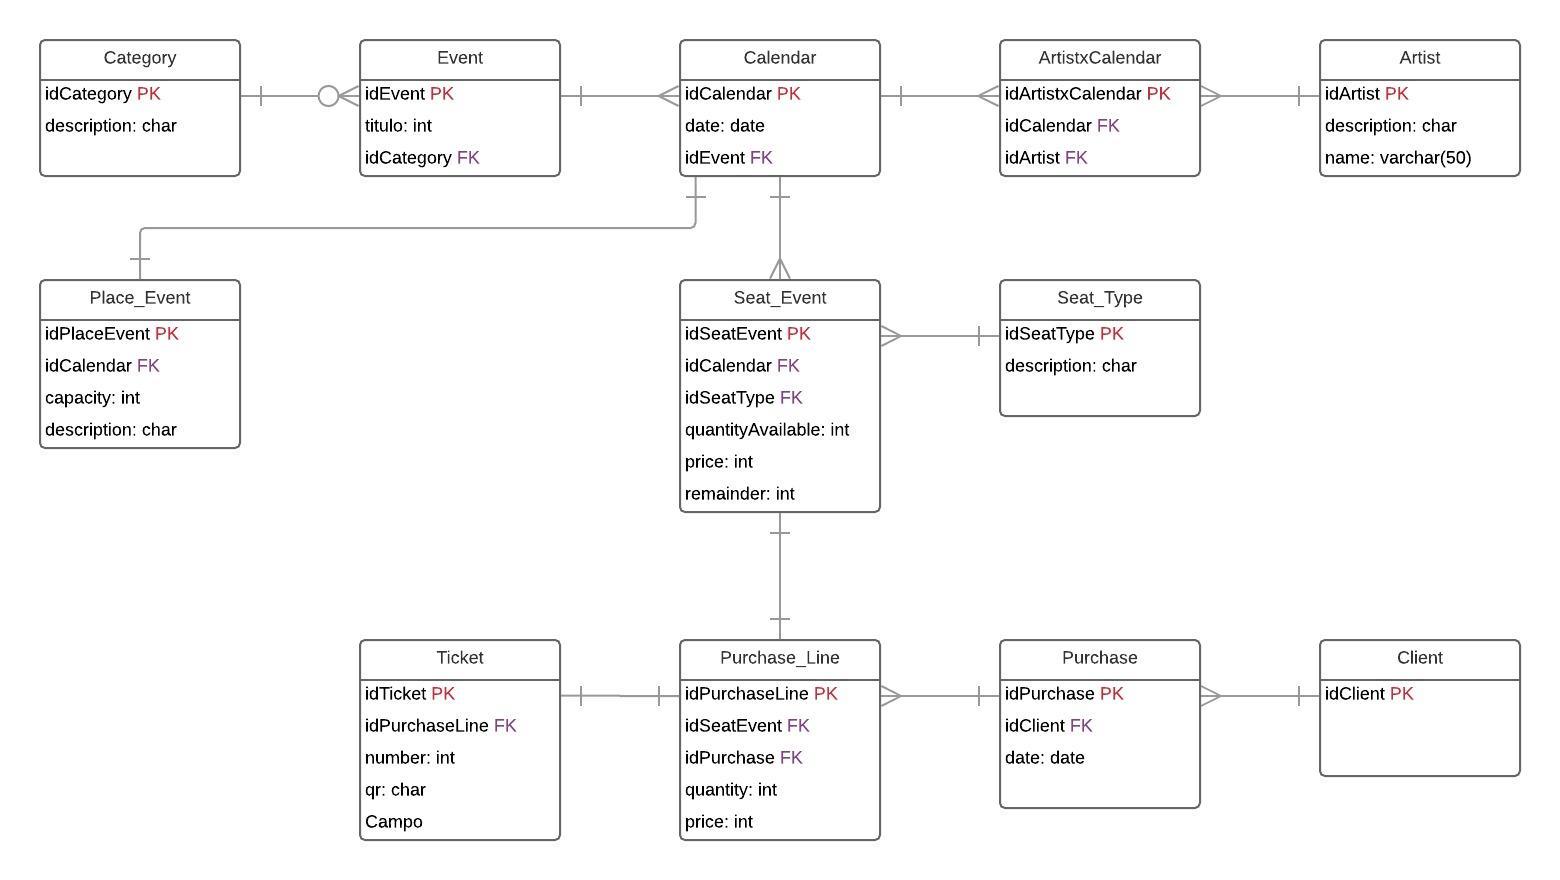 Category
idCategory PK
description: char
Event
idEvent PK
titulo: int
idCategory FK
Calendar
idCalendar PK
date: date
idEvent FK
ArtistxCalendar
idArtistxCalendar PK
idCalendar FK
idArtist FK
Artist
idArtist PK
description: char
name: varchar(50)
Place_Event
idPlaceEvent PK
idCalendar FK
capacity: int
description: char
Seat_Event
idSeatEvent PK
idCalendar FK
idSeatType FK
quantityAvailable: int
price: int
remainder: int
Seat_Type
idSeatType PK
description: char
Ticket
idTicket PK
idPurchaseLine FK
number: int
qr: char
Campo
Purchase_Line
idPurchaseLine PK
idSeatEvent FK
idPurchase FK
quantity: int
price: int
Purchase
idPurchase PK
idClient FK
date: date
Client
idClient PK